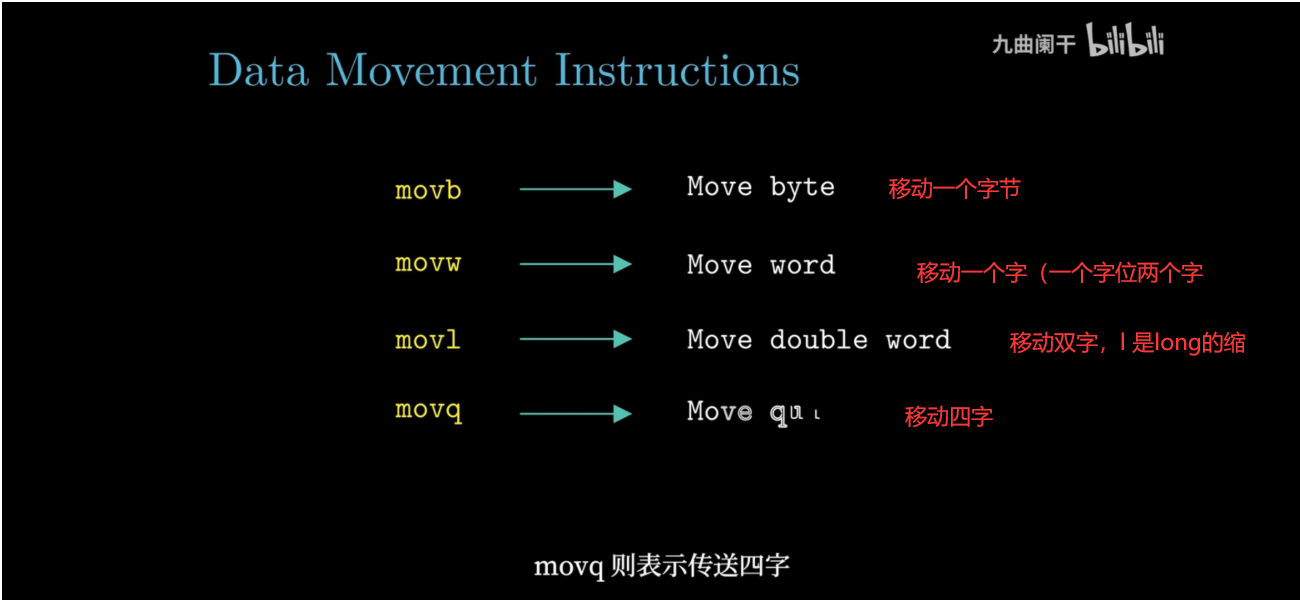 九曲阑干 bilibili
Data Movement Instructions
movb Move byte 移动一个字节
movw Move word 移动一个字（一个字位两个字
movl Move double word 移动双字，l 是long的缩
movq Move 移动四字
movq 则表示传送四字